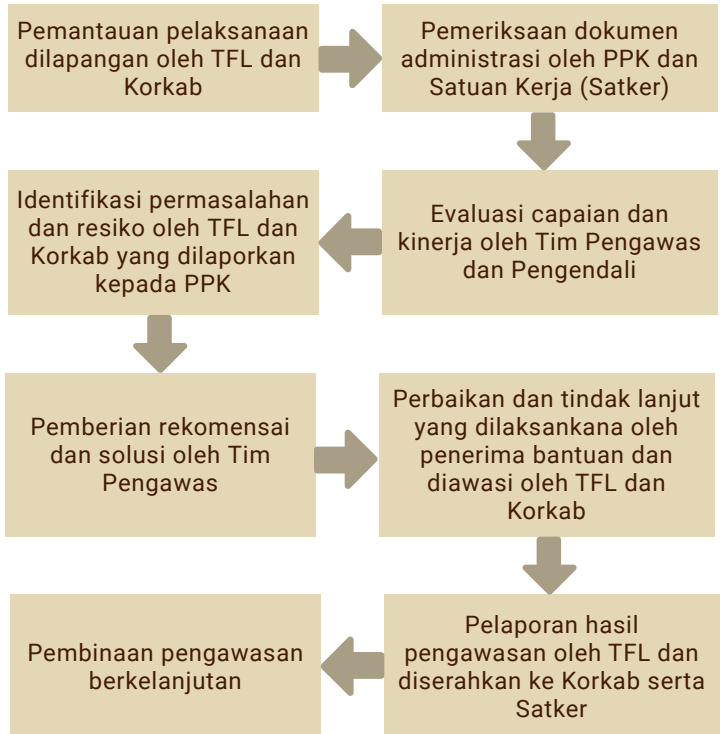 Pemantauan pelaksanaan
dilapangan oleh TFL dan
Korkab
Pemeriksaan dokumen
administrasi oleh PPK dan
Satuan Kerja (Satker)
Evaluasi capaian dan
kinerja oleh Tim Pengawas
dan Pengendali
Identifikasi permasalahan
dan resiko oleh TFL dan
Korkab yang dilaporkan
kepada PPK
Pemberian rekomensai
dan solusi oleh Tim
Pengawas
Perbaikan dan tindak lanjut
yang dilaksankana oleh
penerima bantuan dan
diawasi oleh TFL dan
Korkab
Pelaporan hasil
pengawasan oleh TFL dan
diserahkan ke Korkab serta
Satker
Pembinaan pengawasan
berkelanjutan